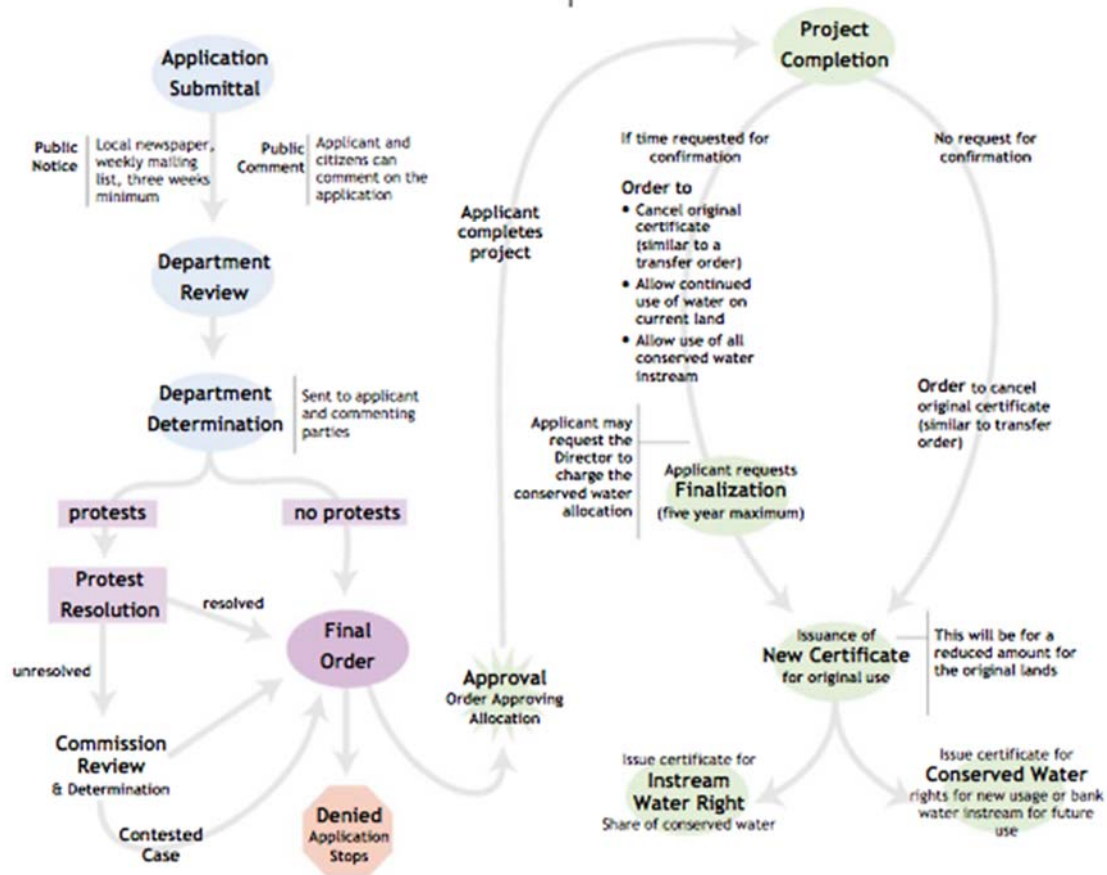 Application
Submittal
Public
Notice
Local newspaper,
weekly mailing
list, three weeks
minimum
Public
Comment
Applicant and
citizens can
comment on the
application
Department
Review
Department
Determination
Sent to applicant
and commenting
parties
protests
no protests
Protest
Resolution
resolved
unresolved
Final
Order
Commission
Review
& Determination
Contested
Case
Denied
Application
Stops
Approval
Order Approving
Allocation
Applicant
completes
project
Project
Completion
If time requested for
confirmation
Order to
• Cancel original
certificate
(similar to a
transfer order)
• Allow continued
use of water on
current land
• Allow use of all
conserved water
instream
No request for
confirmation
Order to cancel
original certificate
(similar to transfer
order)
Applicant may
request the
Director to
charge the
conserved water
allocation
Applicant requests
Finalization
(five year maximum)
Issuance of
New Certificate
for original use
This will be for a
reduced amount for
the original lands
Issue certificate for
Instream
Water Right
Share of conserved water
Issue certificate for
Conserved Water
rights for new usage or bank
water instream for future
use